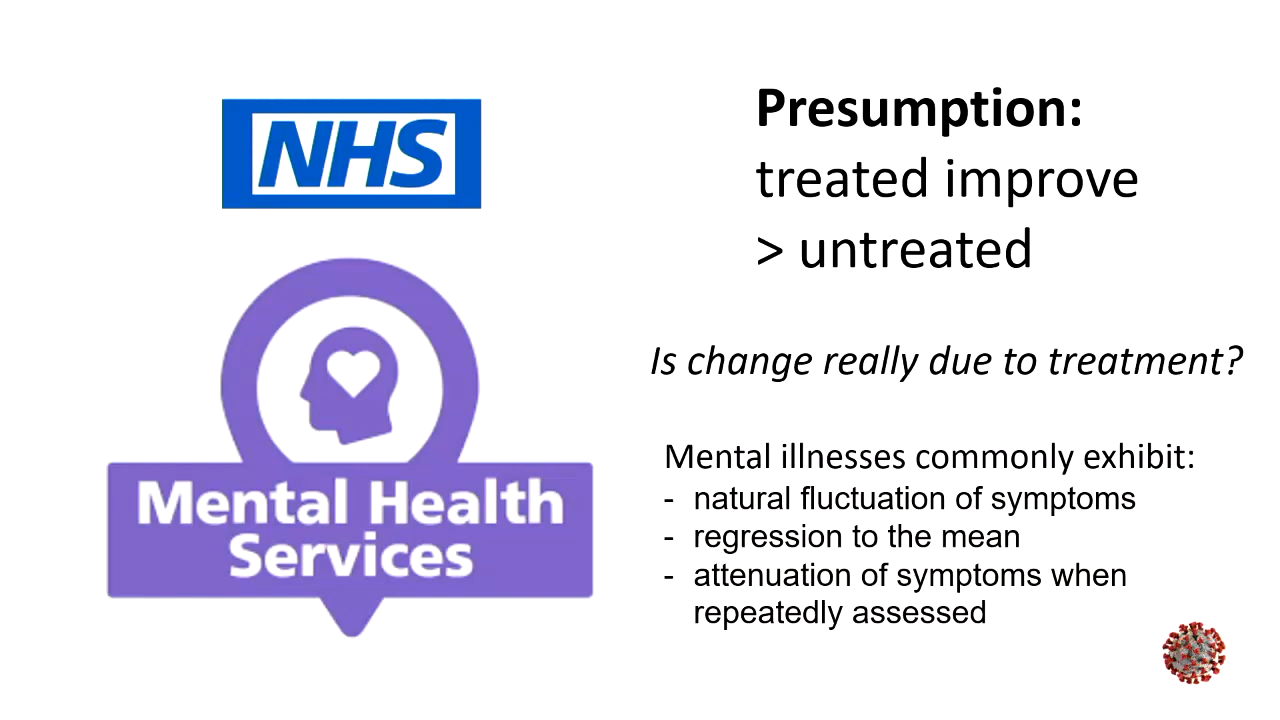 NHS
Mental Health
Services
Presumption:
treated improve
> untreated
Is change really due to treatment?
Mental illnesses commonly exhibit:
- natural fluctuation of symptoms
- regression to the mean
- attenuation of symptoms when
repeatedly assessed